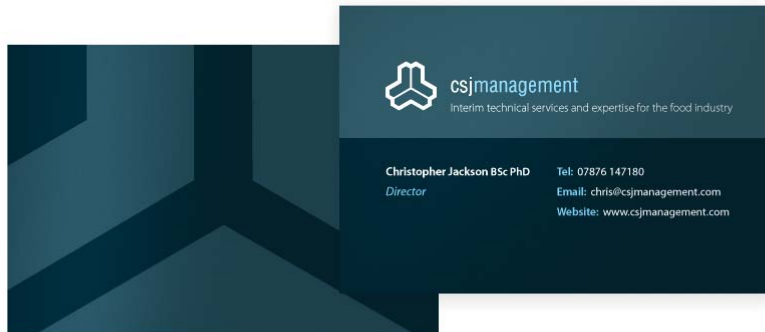 csjmanagement
Interim technical services and expertise for the food industry
Christopher Jackson BSc PhD
Director
Tel: 07876 147180
Email: chris@csjmanagement.com
Website: www.csjmanagement.com